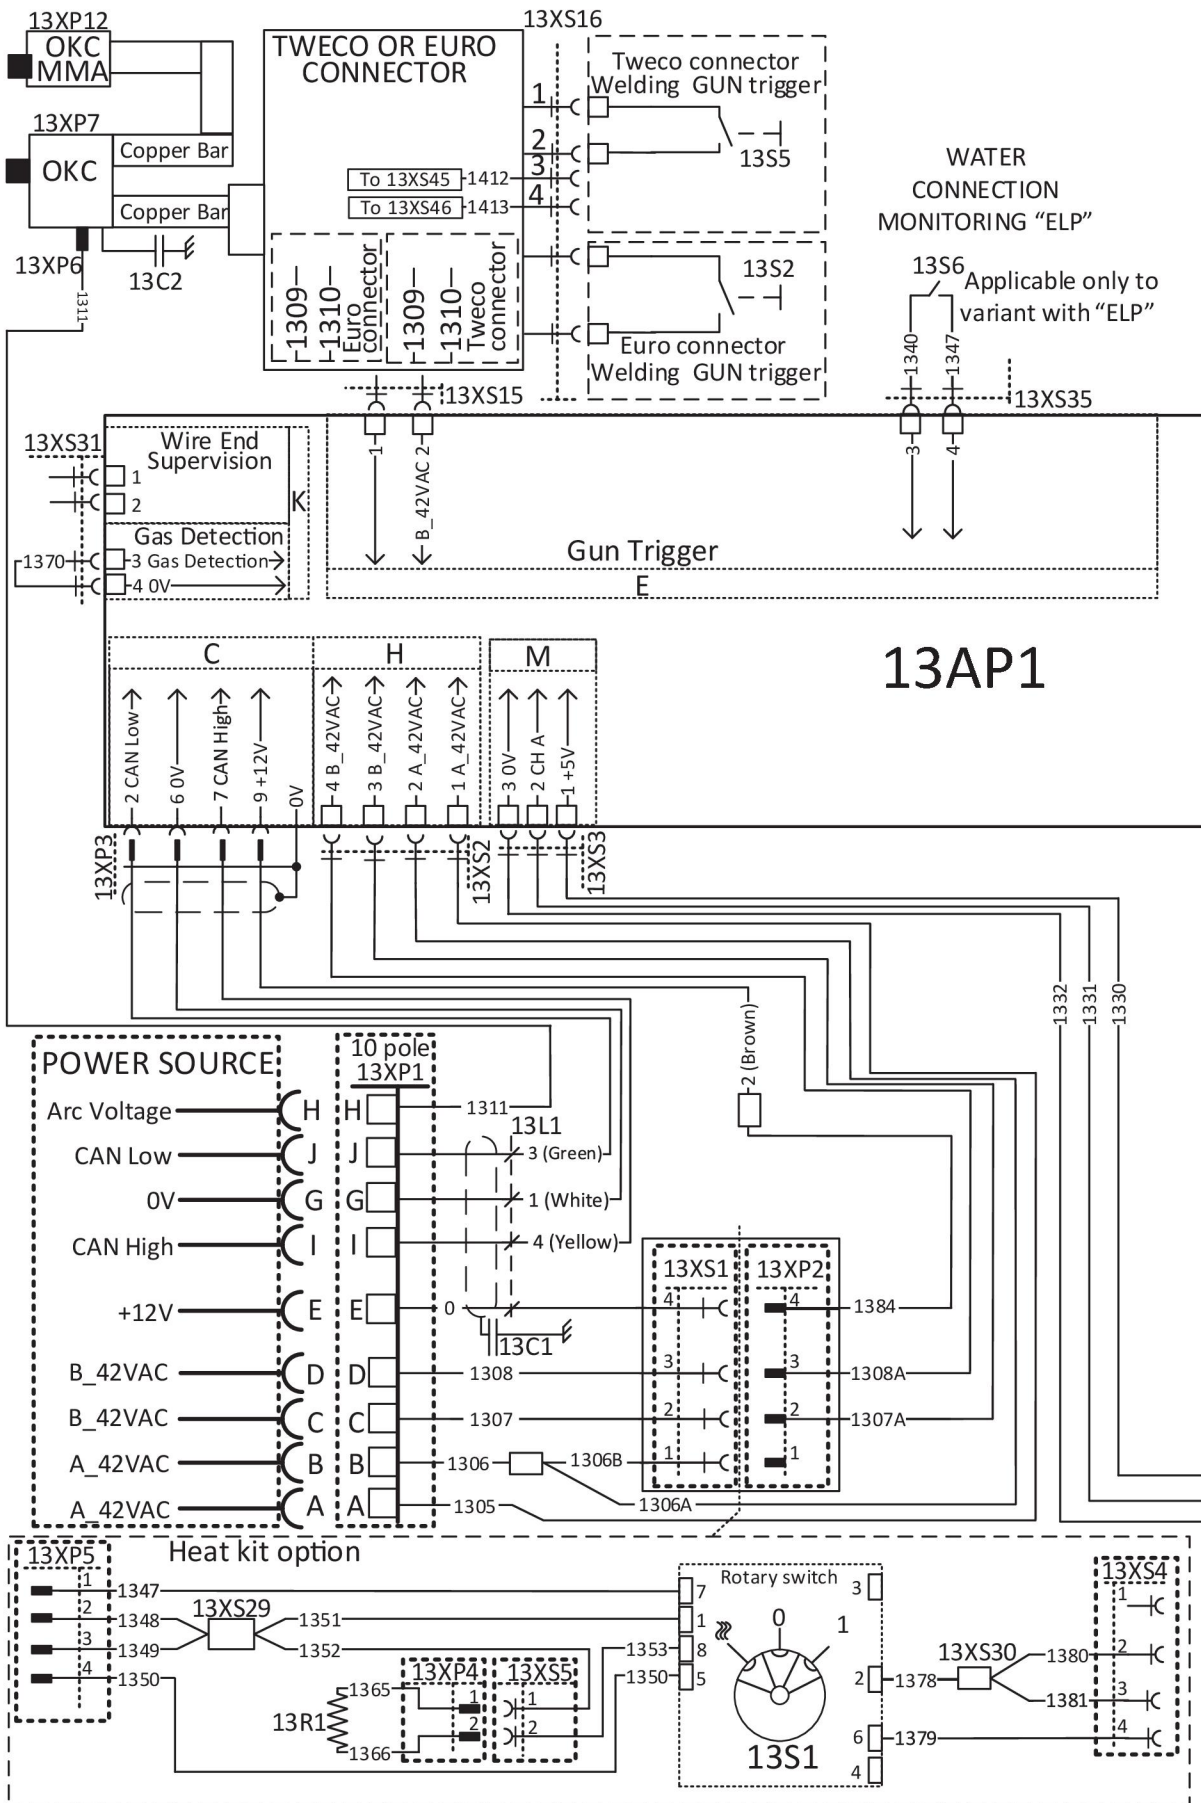 13XP12
OKC
MMA
13XP7
OKC
Copper Bar
Copper Bar
13XP6
13C2
1311
TWECO OR EURO
CONNECTOR
To 13XS45
1412
To 13XS46
1413
1309
1310
Euro
connector
1309
1310
Tweco
connector
13XS16
1
2
3
4
Tweco connector
Welding GUN trigger
13S5
13S2
Euro connector
Welding GUN trigger
WATER
CONNECTION
MONITORING “ELP”
13S6
Applicable only to
variant with “ELP”
1340
1347
13XS35
13XS15
13XS31
Wire End
Supervision
1
2
K
Gas Detection
1370
3 Gas Detection
4 0V
1
B_42VAC 2
3
4
Gun Trigger
E
13AP1
C
H
M
2 CAN Low
6 0V
7 CAN High
9 +12V
0V
4 B_42VAC
3 B_42VAC
2 A_42VAC
1 A_42VAC
3 0V
2 CH A
1 +5V
13XP3
13XS2
13XS3
1332
1331
1330
2 (Brown)
POWER SOURCE
10 pole
13XP1
Arc Voltage
H
H
1311
13L1
CAN Low
J
J
3 (Green)
0V
G
G
1 (White)
CAN High
I
I
4 (Yellow)
+12V
E
E
0
13C1
B_42VAC
D
D
1308
B_42VAC
C
C
1307
A_42VAC
B
B
1306
1306B
A_42VAC
A
A
1305
1306A
13XS1
13XP2
4
4
1384
3
3
1308A
2
2
1307A
1
1
Heat kit option
13XP5
1
1347
2
1348
3
1349
4
1350
13XS29
1351
1352
13R1
1365
1366
13XP4
1
2
13XS5
1
2
1353
1350
Rotary switch
7
1
8
5
3
2
6
4
0
1
13S1
1378
1379
13XS30
1380
1381
13XS4
1
2
3
4